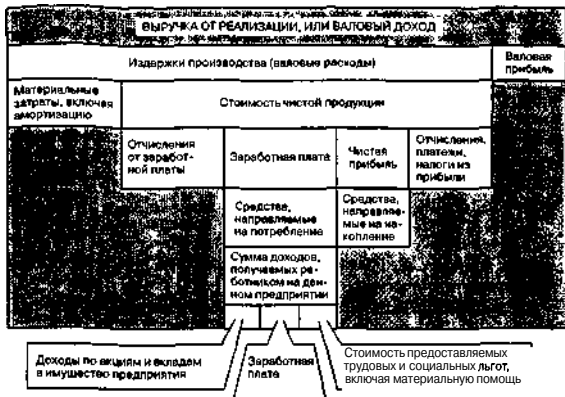 ВЫРУЧКА ОТ РЕАЛИЗАЦИИ, ИЛИ ВАЛОВЫЙ ДОХОД
Издержки производства (валовые расходы)
Валовая
прибыль
Материальные
затраты, включая
амортизацию
Стоимость чистой продукции
Отчисления
от заработ-
ной платы
Заработная плата
Чистая
прибыль
Отчисления,
платежи,
налоги из
прибыли
Средства,
направляемые
на потребление
Средства,
направляе-
мые на на-
копление
Сумма доходов,
получаемых ра-
ботником на дан-
ном предприятии
Доходы по акциям и вкладам
в имущество предприятия
Заработная
плата
Стоимость предоставляемых
трудовых и социальных льгот,
включая материальную помощь